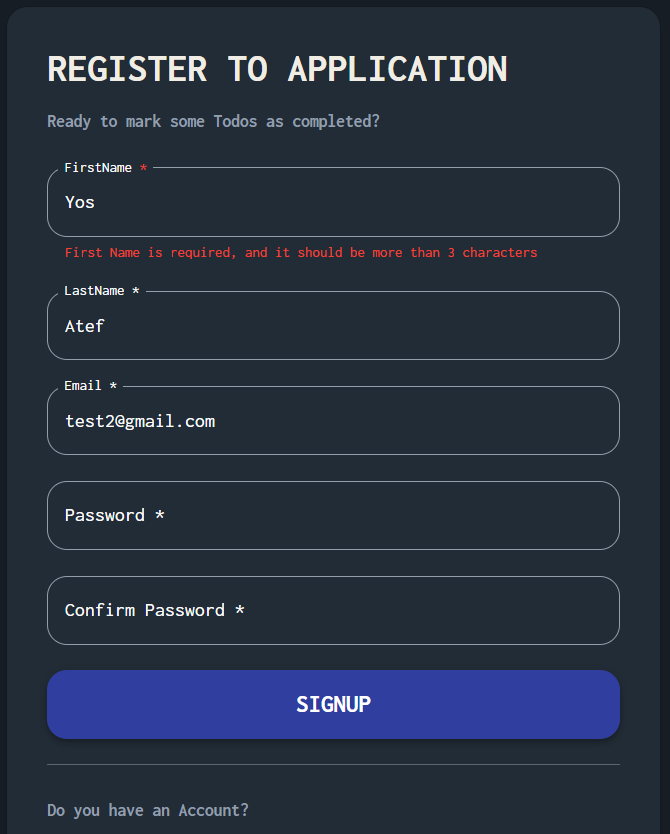 REGISTER TO APPLICATION
Ready to mark some Todos as completed?
FirstName *
Yos
First Name is required, and it should be more than 3 characters
LastName *
Atef
Email *
test2@gmail.com
Password *
Confirm Password *
SIGNUP
Do you have an Account?